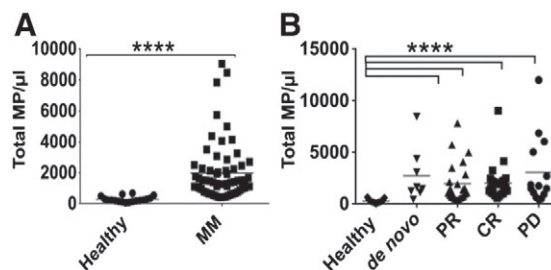 A
****
Total MP/µl
10000
8000
6000
4000
2000
0
Healthy
MM
B
****
Total MP/µl
15000
10000
5000
0
Healthy
de novo
PR
CR
PD